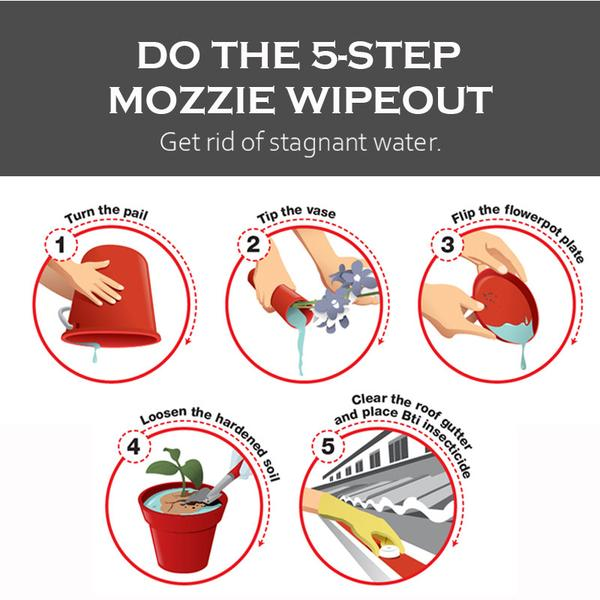 DO THE 5-STEP
MOZZIE WIPEOUT
Get rid of stagnant water.
1
Turn the pail
2
Tip the vase
3
Flip the flowerpot plate
4
Loosen the hardened soil
5
Clear the roof gutter
and place Bti insecticide